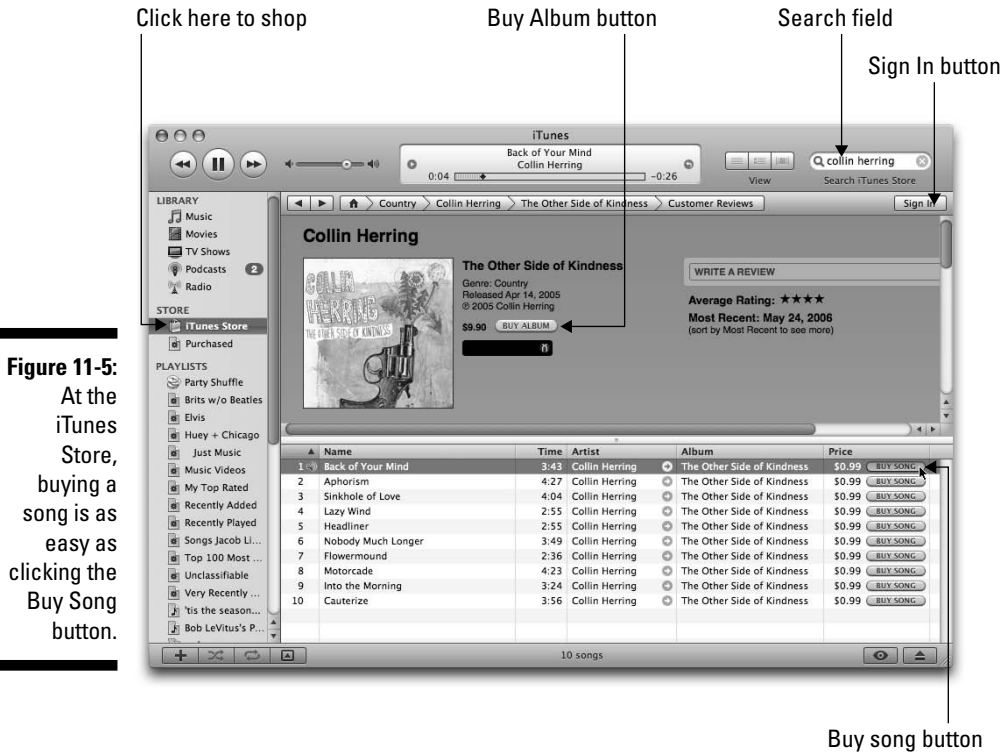 Click here to shop
Buy Album button
Search field
Sign In button
iTunes
Back of Your Mind
Collin Herring
0:04
-0:26
View
collin herring
Search iTunes Store
LIBRARY
Music
Movies
TV Shows
Podcasts 2
Radio
STORE
iTunes Store
Purchased
PLAYLISTS
Party Shuffle
Brits w/o Beatles
Elvis
Huey + Chicago
Just Music
Music Videos
My Top Rated
Recently Added
Recently Played
Songs Jacob Li...
Top 100 Most ...
Unclassifiable
Very Recently ...
'tis the season...
Bob LeVitus's P...
Country Collin Herring The Other Side of Kindness Customer Reviews
Sign In
Collin Herring
COLLIN
HERRING
THE OTHER SIDE OF KINDNESS
The Other Side of Kindness
Genre: Country
Released Apr 14, 2005
℗ 2005 Collin Herring
$9.90 BUY ALBUM
WRITE A REVIEW
Average Rating: ★★★★
Most Recent: May 24, 2006
(sort by Most Recent to see more)
Name Time Artist Album Price
1 Back of Your Mind 3:43 Collin Herring The Other Side of Kindness $0.99 BUY SONG
2 Aphorism 4:27 Collin Herring The Other Side of Kindness $0.99 BUY SONG
3 Sinkhole of Love 4:04 Collin Herring The Other Side of Kindness $0.99 BUY SONG
4 Lazy Wind 2:55 Collin Herring The Other Side of Kindness $0.99 BUY SONG
5 Headliner 2:55 Collin Herring The Other Side of Kindness $0.99 BUY SONG
6 Nobody Much Longer 3:49 Collin Herring The Other Side of Kindness $0.99 BUY SONG
7 Flowermound 2:36 Collin Herring The Other Side of Kindness $0.99 BUY SONG
8 Motorcade 4:23 Collin Herring The Other Side of Kindness $0.99 BUY SONG
9 Into the Morning 3:24 Collin Herring The Other Side of Kindness $0.99 BUY SONG
10 Cauterize 3:56 Collin Herring The Other Side of Kindness $0.99 BUY SONG
10 songs
Buy song button
Figure 11-5:
At the
iTunes
Store,
buying a
song is as
easy as
clicking the
Buy Song
button.